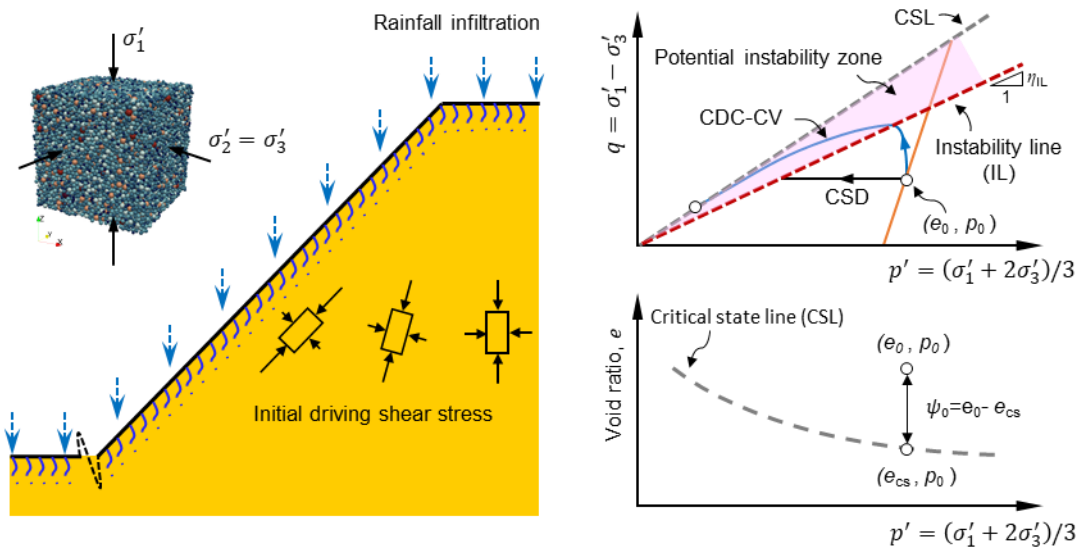 σ′₁
σ′₂ = σ′₃
z
Y
X
Rainfall infiltration
Initial driving shear stress
q = σ′₁ − σ′₃
CSL
Potential instability zone
η_IL
1
CDC-CV
Instability line
(IL)
CSD
(e₀ , p₀)
p′ = (σ′₁ + 2σ′₃)/3
Void ratio, e
Critical state line (CSL)
(e₀ , p₀)
ψ₀=e₀- e_cs
(e_cs , p₀)
p′ = (σ′₁ + 2σ′₃)/3